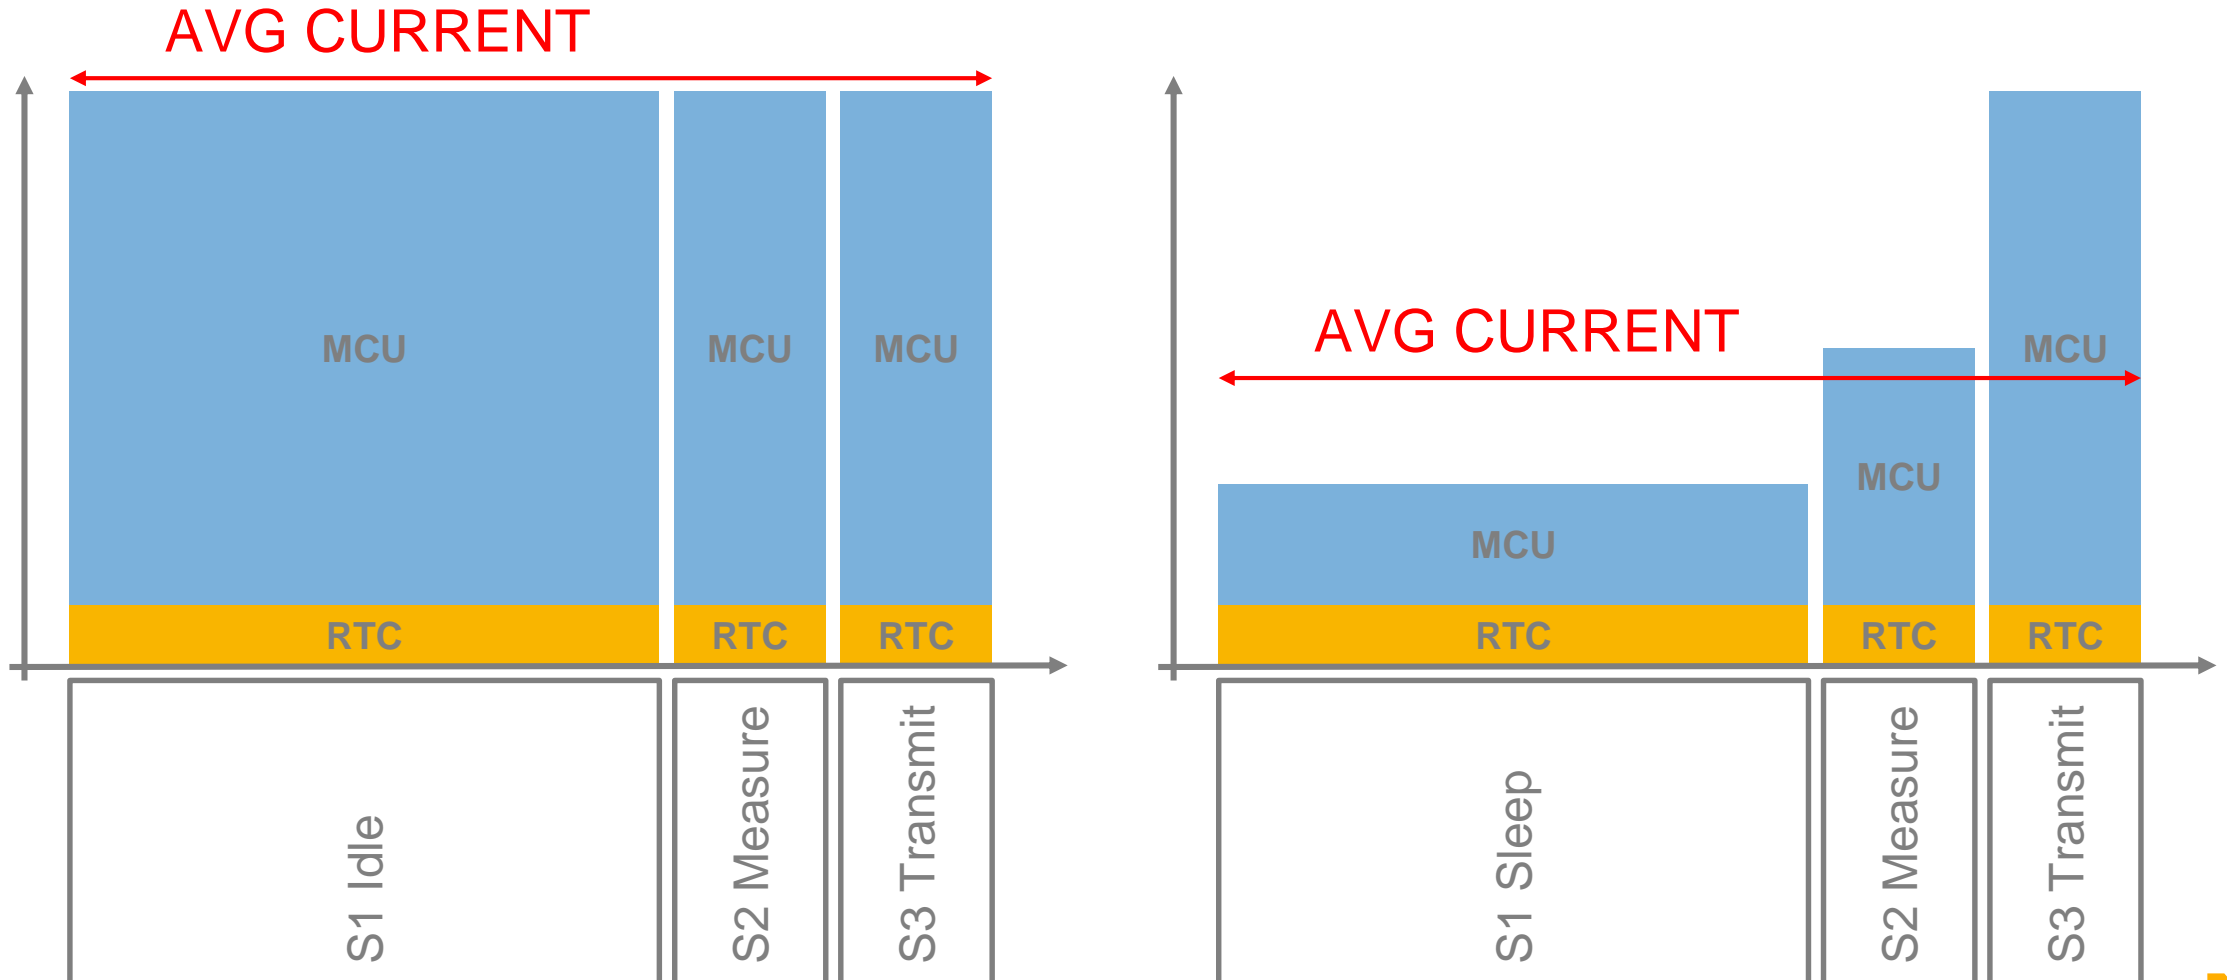 AVG CURRENT
MCU
MCU
MCU
RTC
RTC
RTC
S1 Idle
S2 Measure
S3 Transmit
AVG CURRENT
MCU
MCU
MCU
RTC
RTC
RTC
S1 Sleep
S2 Measure
S3 Transmit